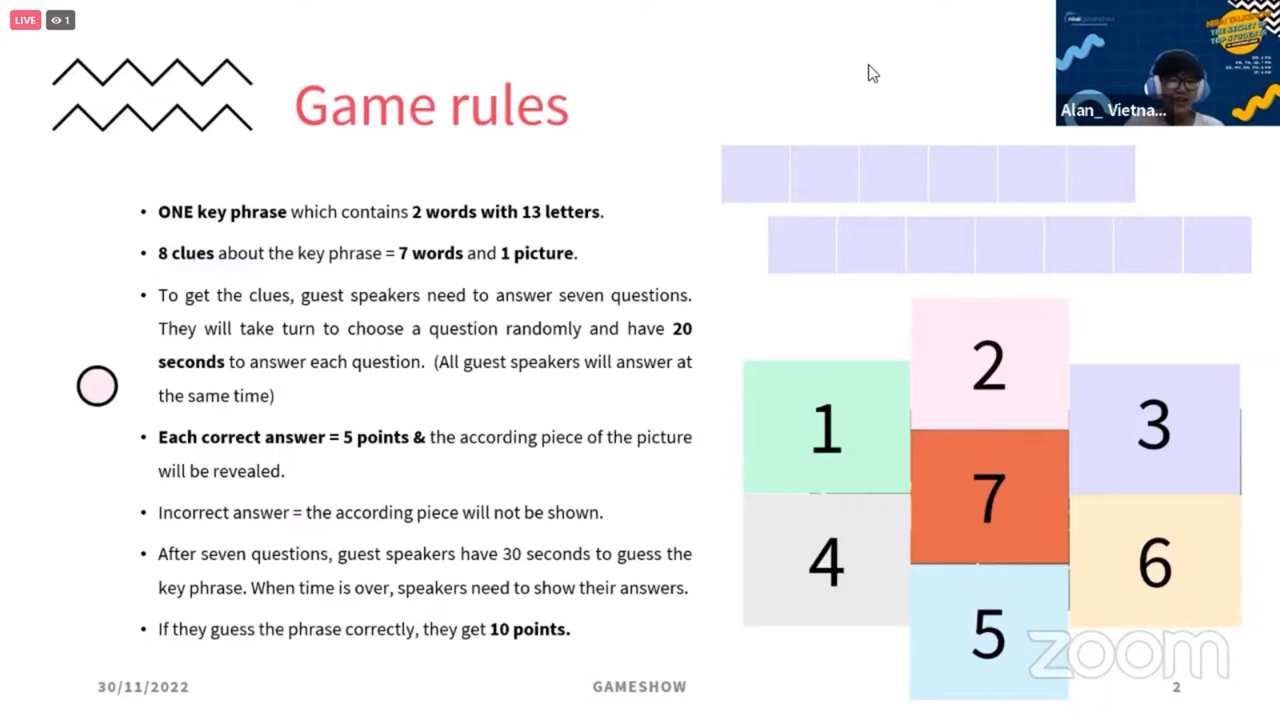 LIVE 1
Game rules
Alan_ Vietna...
• ONE key phrase which contains 2 words with 13 letters.
• 8 clues about the key phrase = 7 words and 1 picture.
• To get the clues, guest speakers need to answer seven questions.
They will take turn to choose a question randomly and have 20
seconds to answer each question. (All guest speakers will answer at
the same time)
• Each correct answer = 5 points & the according piece of the picture
will be revealed.
• Incorrect answer = the according piece will not be shown.
• After seven questions, guest speakers have 30 seconds to guess the
key phrase. When time is over, speakers need to show their answers.
• If they guess the phrase correctly, they get 10 points.
1
2
3
4
7
6
5
zoom
30/11/2022
GAMESHOW
2